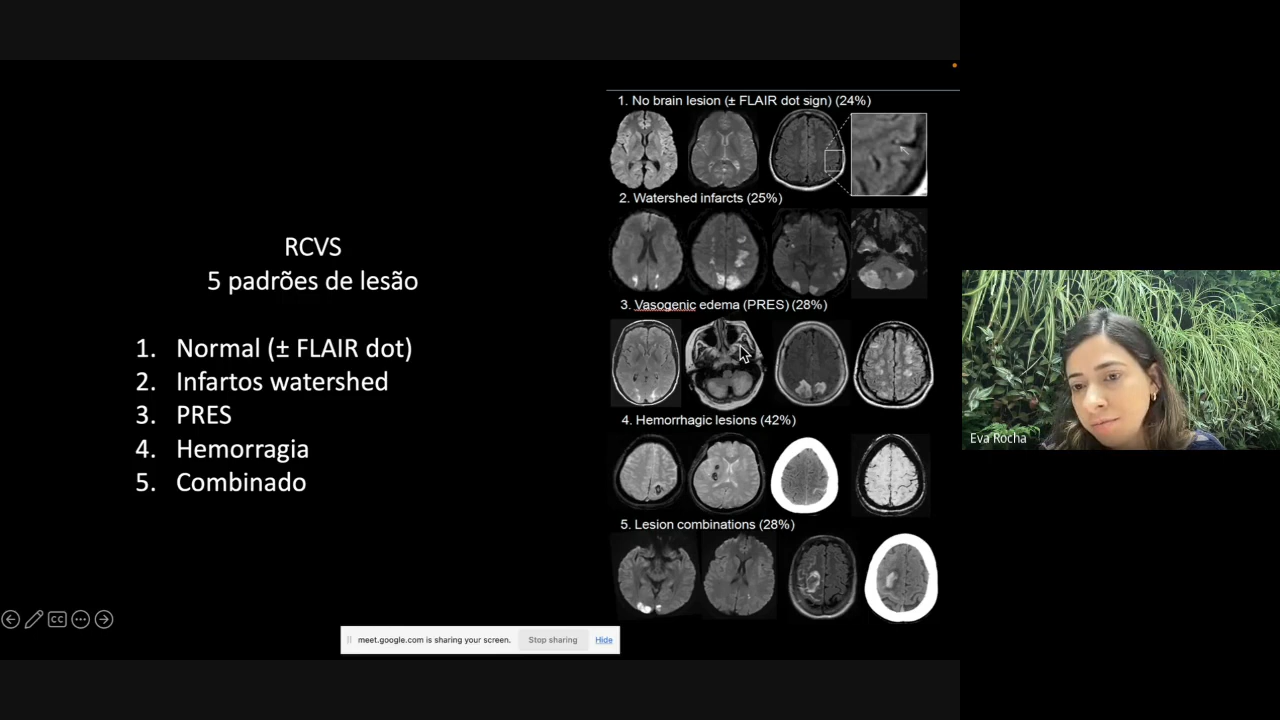 RCVS
5 padrões de lesão
1. Normal (± FLAIR dot)
2. Infartos watershed
3. PRES
4. Hemorragia
5. Combinado
1. No brain lesion (± FLAIR dot sign) (24%)
2. Watershed infarcts (25%)
3. Vasogenic edema (PRES) (28%)
4. Hemorrhagic lesions (42%)
5. Lesion combinations (28%)
Eva Rocha
CC
meet.google.com is sharing your screen.
Stop sharing
Hide